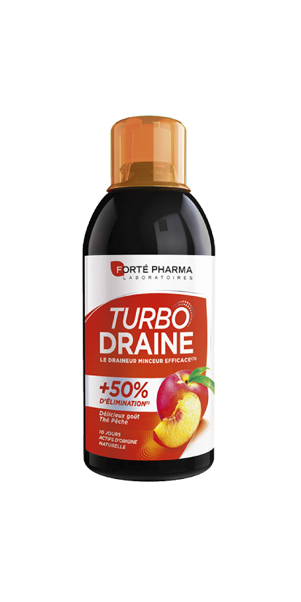 FORTÉ PHARMA
LABORATOIRES
TURBO
DRAINE
LE DRAINEUR MINCEUR EFFICACE
+50%
D'ÉLIMINATION
Délicieux goût
Thé Pêche
10 JOURS
ACTIFS D'ORIGINE
NATURELLE